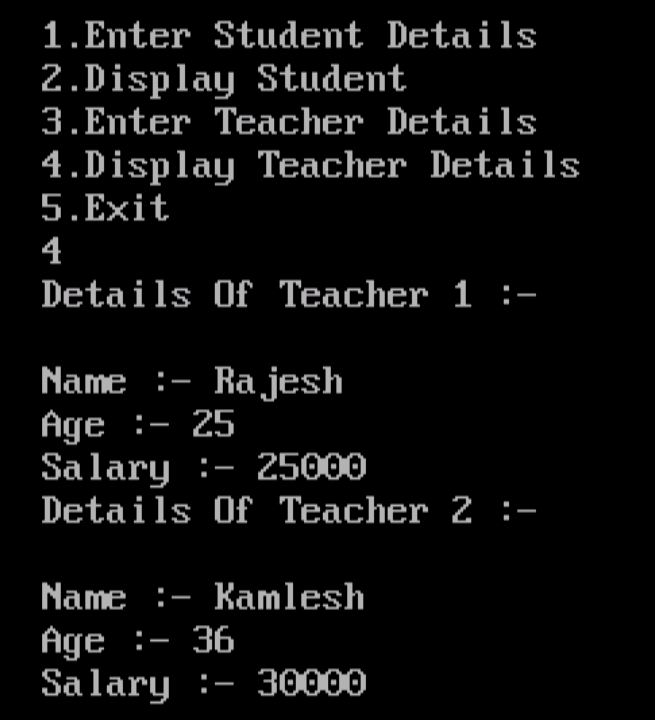 1.Enter Student Details
2.Display Student
3.Enter Teacher Details
4.Display Teacher Details
5.Exit
4
Details Of Teacher 1 :-
Name :- Rajesh
Age :- 25
Salary :- 25000
Details Of Teacher 2 :-
Name :- Kamlesh
Age :- 36
Salary :- 30000